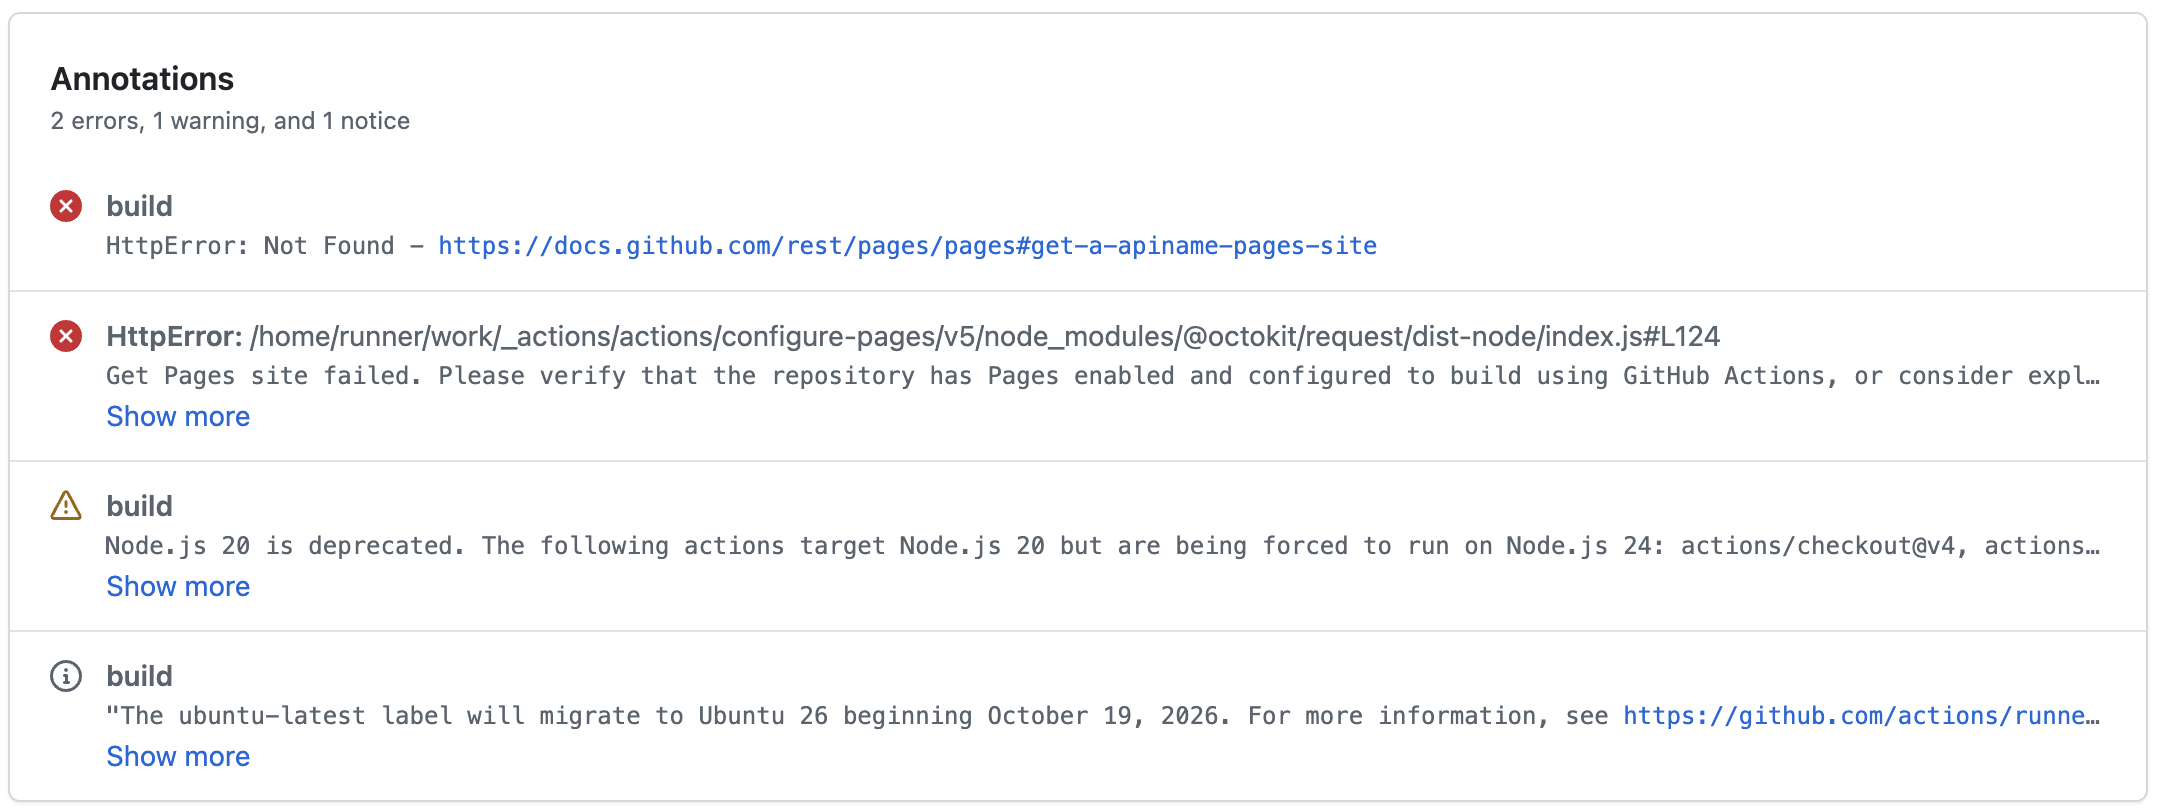 Annotations
2 errors, 1 warning, and 1 notice
build
HttpError: Not Found - https://docs.github.com/rest/pages/pages#get-a-apiname-pages-site
HttpError: /home/runner/work/_actions/actions/configure-pages/v5/node_modules/@octokit/request/dist-node/index.js#L124
Get Pages site failed. Please verify that the repository has Pages enabled and configured to build using GitHub Actions, or consider expl…
Show more
build
Node.js 20 is deprecated. The following actions target Node.js 20 but are being forced to run on Node.js 24: actions/checkout@v4, actions…
Show more
build
"The ubuntu-latest label will migrate to Ubuntu 26 beginning October 19, 2026. For more information, see https://github.com/actions/runne…
Show more